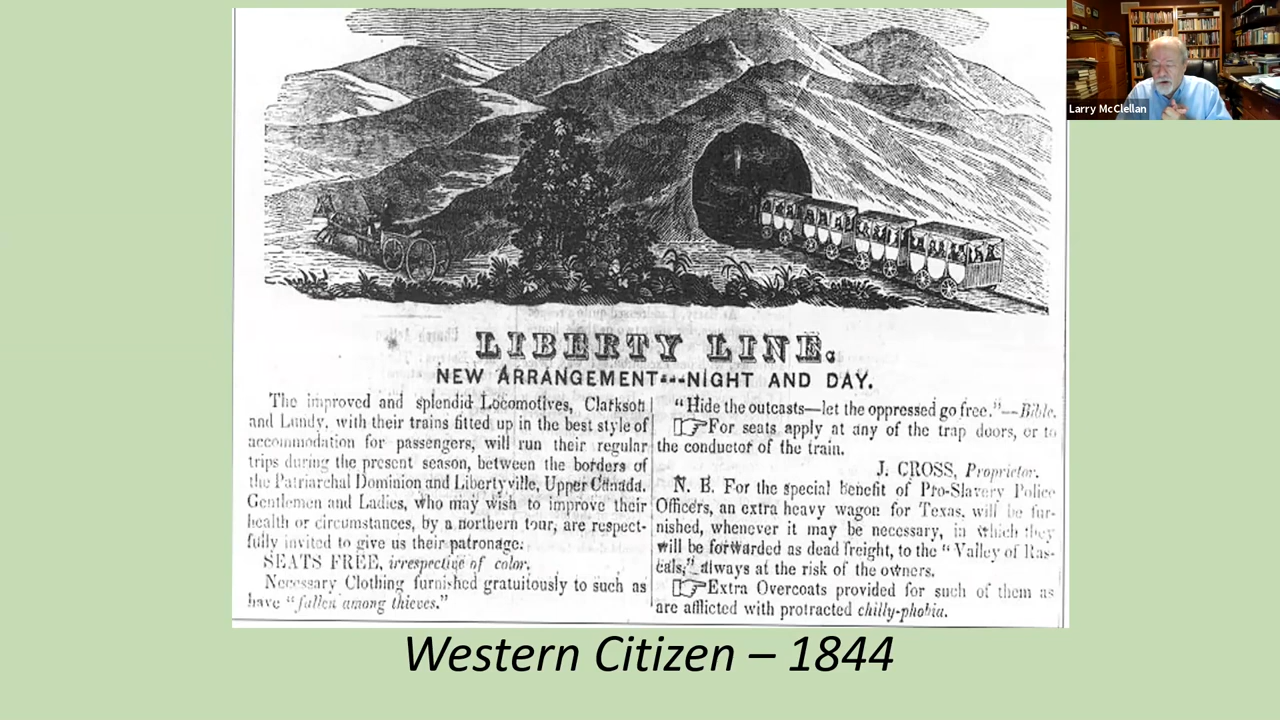 Larry McClellan
LIBERTY LINE.
NEW ARRANGEMENT---NIGHT AND DAY.
The improved and splendid Locomotives, Clarkson
and Lundy, with their trains fitted up in the best style of
accommodation for passengers, will run their regular
trips during the present season, between the borders of
the Patriarchal Dominion and Libertyville, Upper Canada.
Gentlemen and Ladies, who may wish to improve their
health or circumstances, by a northern tour, are respect-
fully invited to give us their patronage.
SEATS FREE, irrespective of color.
Necessary Clothing furnished gratuitously to such as
have "fallen among thieves."
"Hide the outcasts—let the oppressed go free."—Bible.
For seats apply at any of the trap doors, or to
the conductor of the train.
J. CROSS, Proprietor.
N. B. For the special benefit of Pro-Slavery Police
Officers, an extra heavy wagon for Texas, will be fur-
nished, whenever it may be necessary, in which they
will be forwarded as dead freight, to the "Valley of Ras-
cals," always at the risk of the owners.
Extra Overcoats provided for such of them as
are afflicted with protracted chilly-phobia.
Western Citizen – 1844